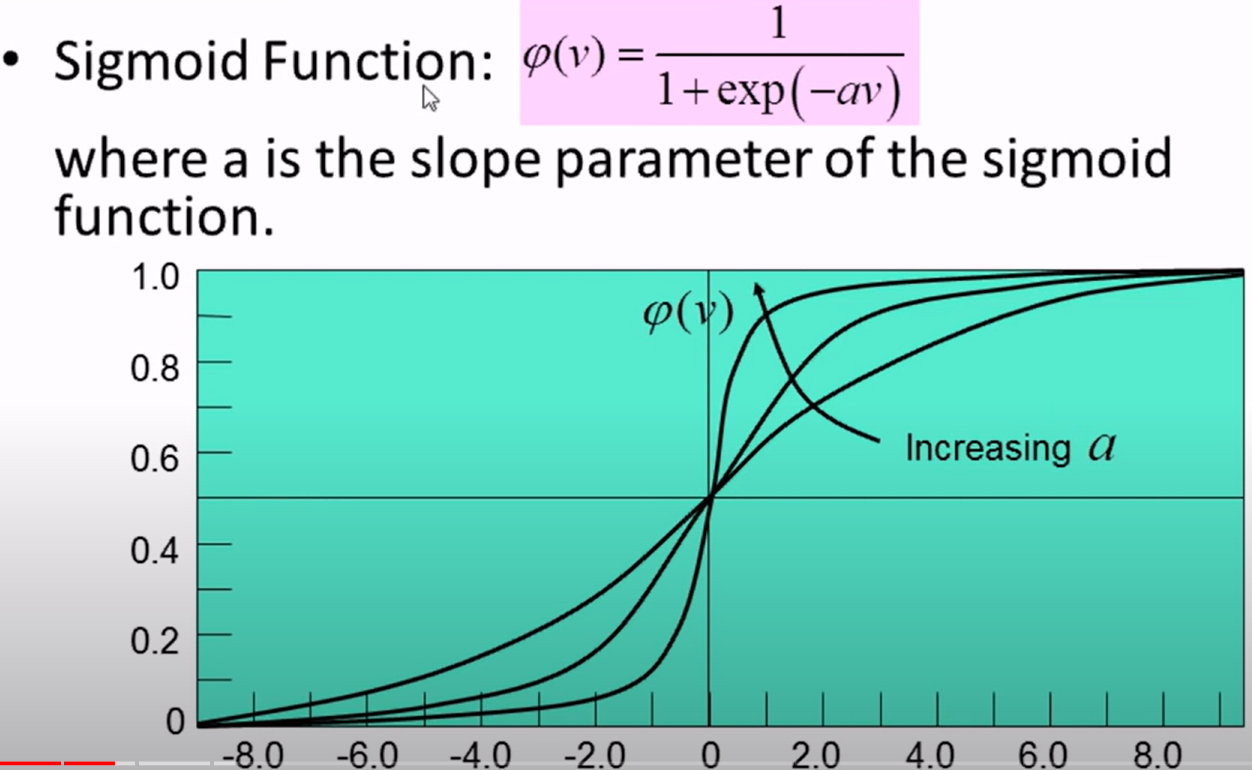 • Sigmoid Function: φ(v) = 1 / (1 + exp(−av))
where a is the slope parameter of the sigmoid
function.
1.0
φ(v)
0.8
0.6
Increasing a
0.4
0.2
0
-8.0 -6.0 -4.0 -2.0 0 2.0 4.0 6.0 8.0